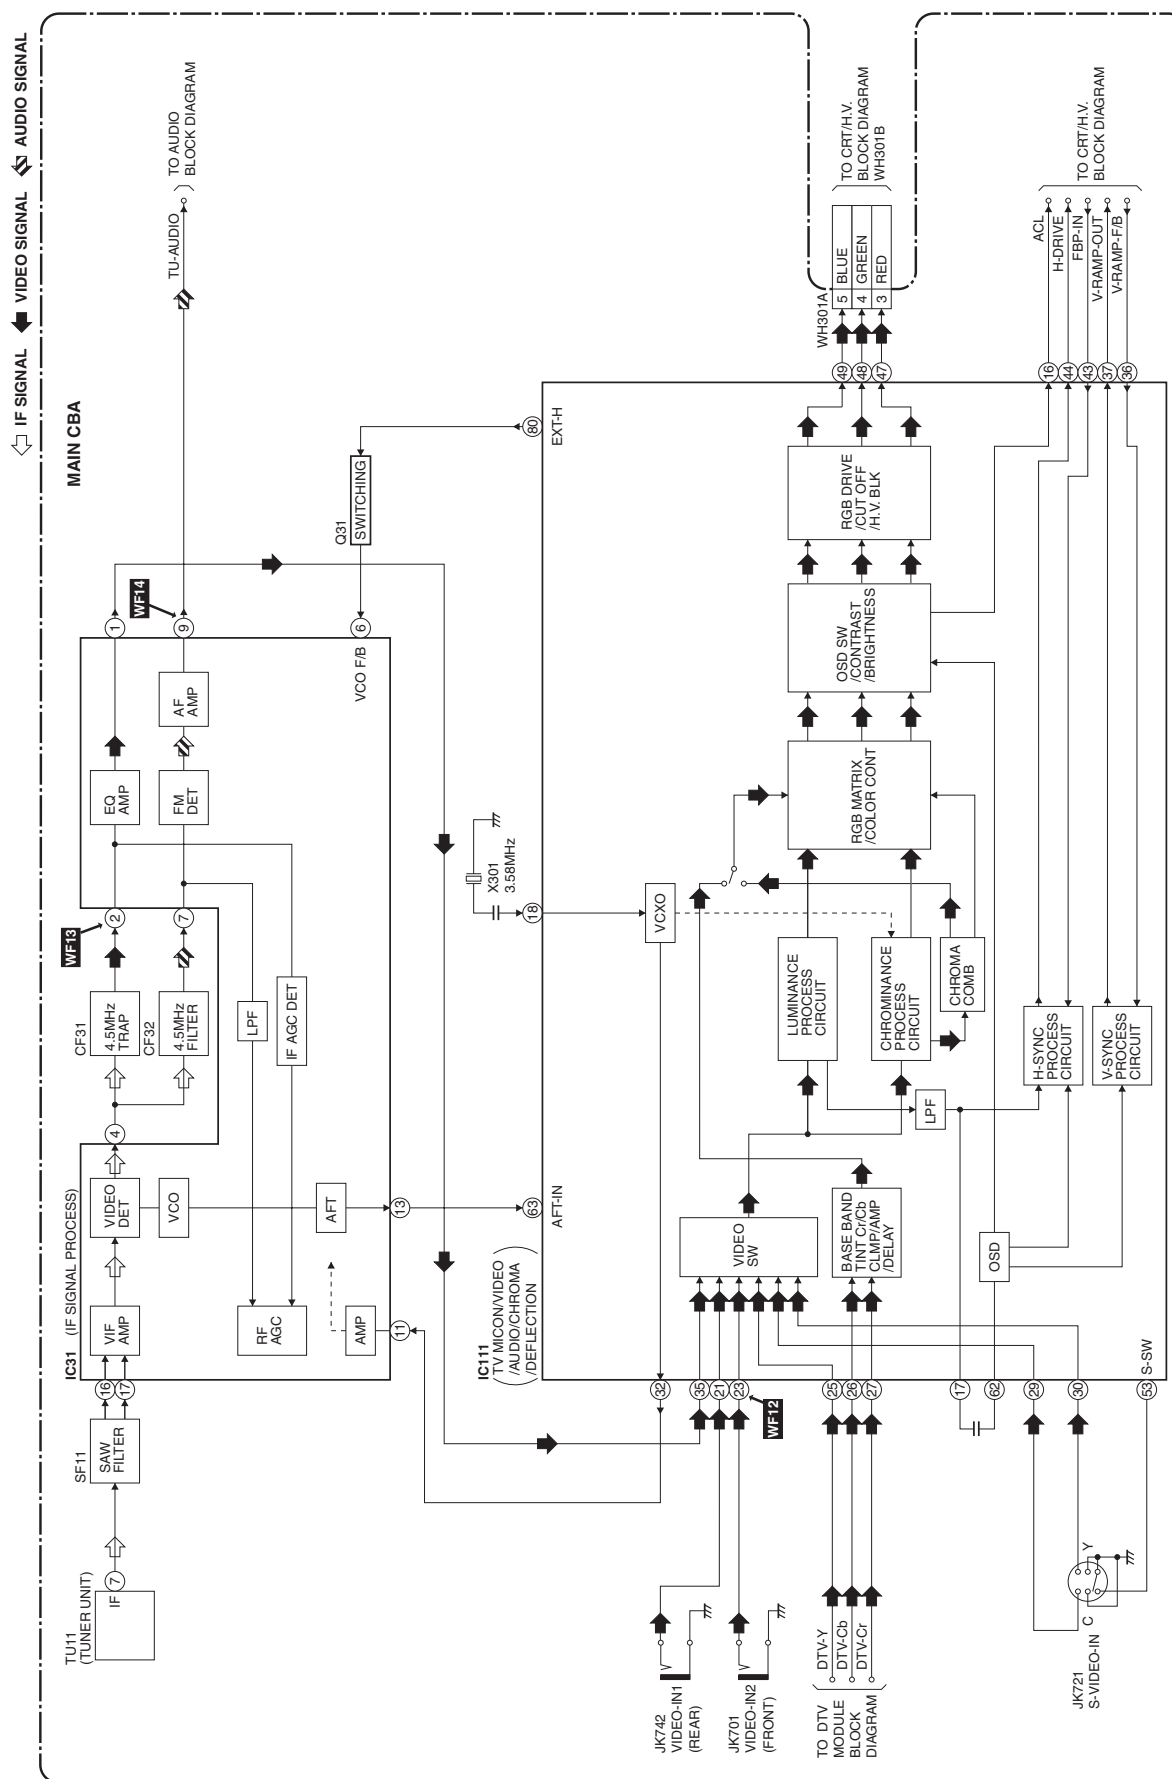 IF SIGNAL
VIDEO SIGNAL
AUDIO SIGNAL
MAIN CBA
TU11
(TUNER UNIT)
IF
7
SF11
SAW
FILTER
16
17
IC31
(IF SIGNAL PROCESS)
VIF
AMP
VIDEO
DET
VCO
AFT
RF
AGC
AMP
11
13
4
CF31
4.5MHz
TRAP
CF32
4.5MHz
FILTER
LPF
IF AGC DET
WF13
2
7
EQ
AMP
FM
DET
AF
AMP
1
9
WF14
6
VCO F/B
TU-AUDIO
TO AUDIO
BLOCK DIAGRAM
Q31
SWITCHING
80
EXT-H
X301
3.58MHz
18
63
AFT-IN
IC111
TV MICON/VIDEO
/AUDIO/CHROMA
/DEFLECTION
VCXO
32
35
21
23
WF12
25
26
27
17
62
29
30
53
S-SW
VIDEO
SW
BASE BAND
TINT Cr/Cb
CLMP/AMP
/DELAY
OSD
LUMINANCE
PROCESS
CIRCUIT
CHROMINANCE
PROCESS
CIRCUIT
CHROMA
COMB
LPF
H-SYNC
PROCESS
CIRCUIT
V-SYNC
PROCESS
CIRCUIT
RGB MATRIX
/COLOR CONT
OSD SW
/CONTRAST
/BRIGHTNESS
RGB DRIVE
/CUT OFF
/H.V. BLK
49
48
47
WH301A
5 BLUE
4 GREEN
3 RED
TO CRT/H.V.
BLOCK DIAGRAM
WH301B
16
44
43
37
36
ACL
H-DRIVE
FBP-IN
V-RAMP-OUT
V-RAMP-F/B
TO CRT/H.V.
BLOCK DIAGRAM
JK742
VIDEO-IN1
(REAR)
JK701
VIDEO-IN2
(FRONT)
TO DTV
MODULE
BLOCK
DIAGRAM
DTV-Y
DTV-Cb
DTV-Cr
JK721
S-VIDEO-IN
C
Y